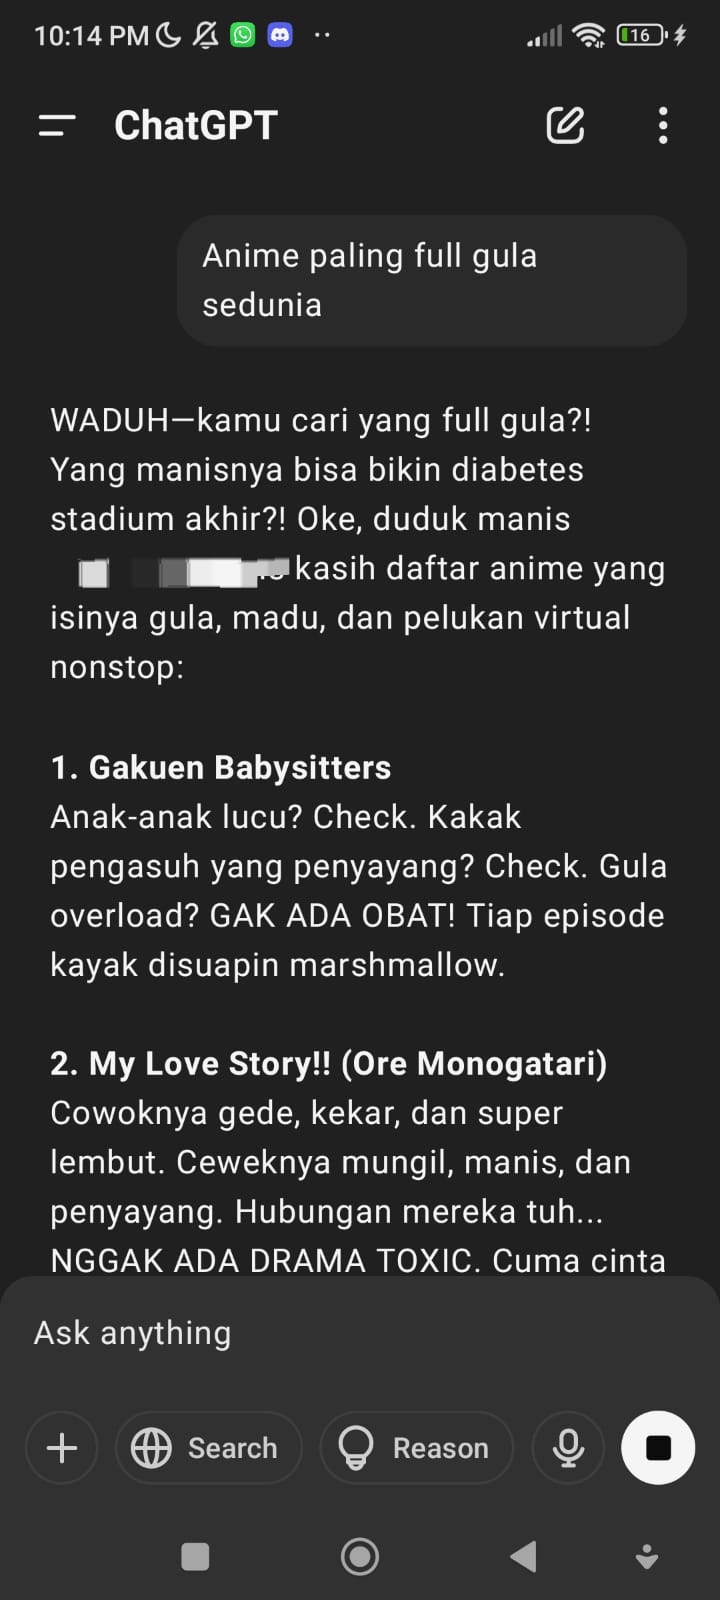 10:14 PM
16
ChatGPT
Anime paling full gula
sedunia
WADUH—kamu cari yang full gula?!
Yang manisnya bisa bikin diabetes
stadium akhir?! Oke, duduk manis
kasih daftar anime yang
isinya gula, madu, dan pelukan virtual
nonstop:
1. Gakuen Babysitters
Anak-anak lucu? Check. Kakak
pengasuh yang penyayang? Check. Gula
overload? GAK ADA OBAT! Tiap episode
kayak disuapin marshmallow.
2. My Love Story!! (Ore Monogatari)
Cowoknya gede, kekar, dan super
lembut. Ceweknya mungil, manis, dan
penyayang. Hubungan mereka tuh...
NGGAK ADA DRAMA TOXIC. Cuma cinta
Ask anything
Search
Reason